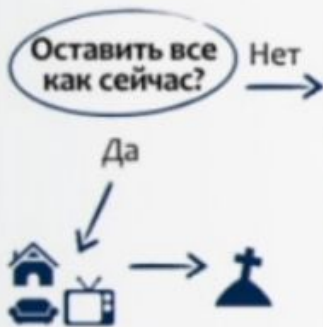 Оставить все
как сейчас?
Нет
Да